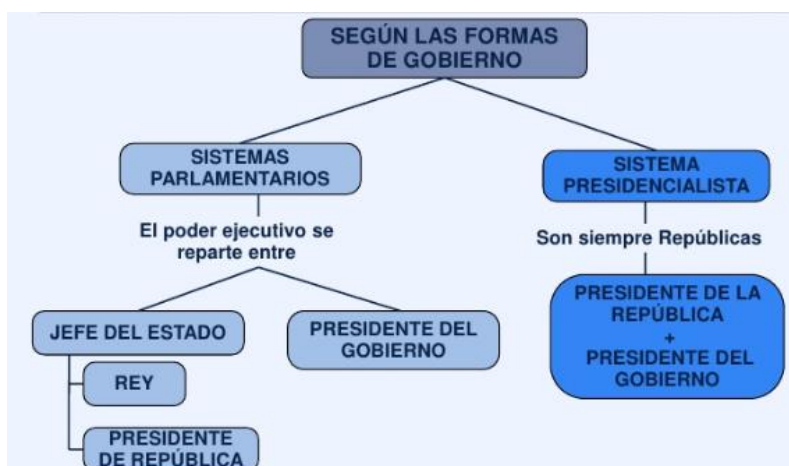 SEGÚN LAS FORMAS
DE GOBIERNO
SISTEMAS
PARLAMENTARIOS
El poder ejecutivo se
reparte entre
JEFE DEL ESTADO
REY
PRESIDENTE
DE REPÚBLICA
PRESIDENTE DEL
GOBIERNO
SISTEMA
PRESIDENCIALISTA
Son siempre Repúblicas
PRESIDENTE DE LA
REPÚBLICA
+
PRESIDENTE DEL
GOBIERNO